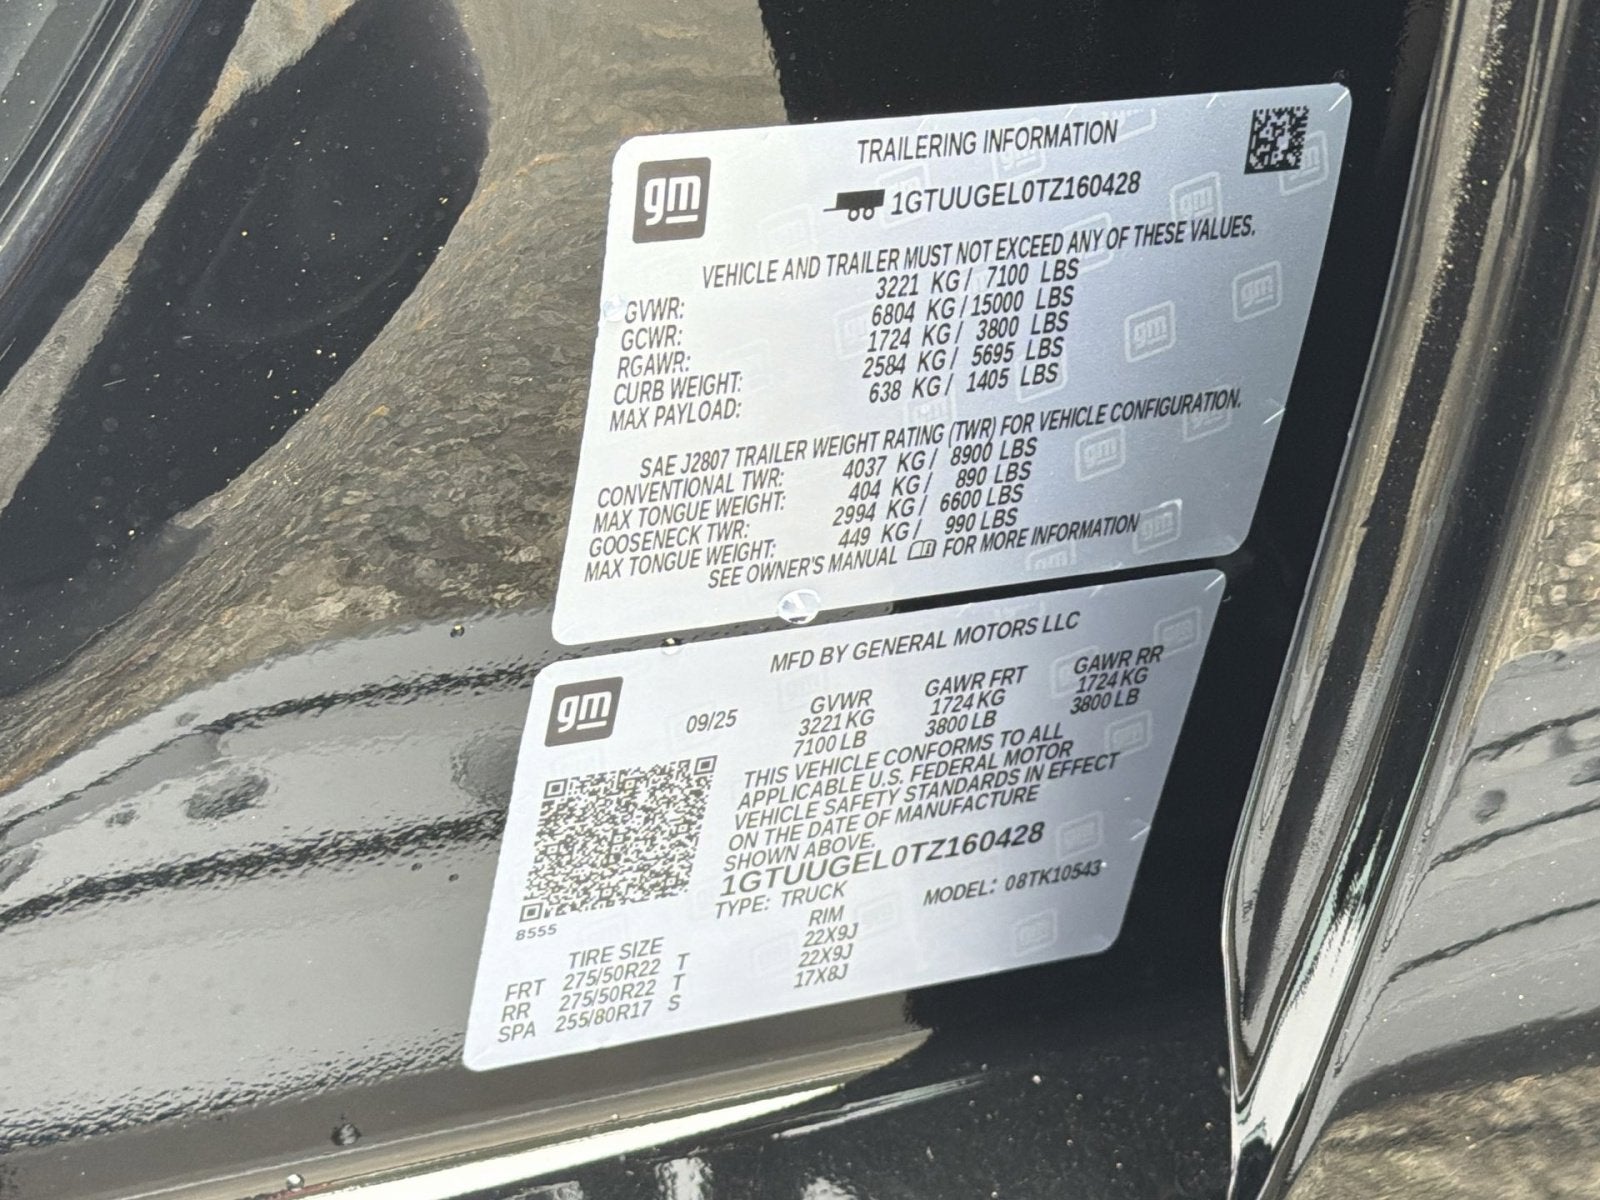 gm
TRAILERING INFORMATION
1GTUUGEL0TZ160428
VEHICLE AND TRAILER MUST NOT EXCEED ANY OF THESE VALUES.
GVWR: 3221 KG / 7100 LBS
GCWR: 6804 KG / 15000 LBS
RGAWR: 1724 KG / 3800 LBS
CURB WEIGHT: 2584 KG / 5695 LBS
MAX PAYLOAD: 638 KG / 1405 LBS
SAE J2807 TRAILER WEIGHT RATING (TWR) FOR VEHICLE CONFIGURATION.
CONVENTIONAL TWR: 4037 KG / 8900 LBS
MAX TONGUE WEIGHT: 404 KG / 890 LBS
GOOSENECK TWR: 2994 KG / 6600 LBS
MAX TONGUE WEIGHT: 449 KG / 990 LBS
SEE OWNER'S MANUAL FOR MORE INFORMATION
gm
MFD BY GENERAL MOTORS LLC
09/25 GVWR GAWR FRT GAWR RR
3221 KG 1724 KG 1724 KG
7100 LB 3800 LB 3800 LB
THIS VEHICLE CONFORMS TO ALL
APPLICABLE U.S. FEDERAL MOTOR
VEHICLE SAFETY STANDARDS IN EFFECT
ON THE DATE OF MANUFACTURE
SHOWN ABOVE.
1GTUUGEL0TZ160428
TYPE: TRUCK MODEL: 08TK10543
8555
TIRE SIZE RIM
FRT 275/50R22 T 22X9J
RR 275/50R22 T 22X9J
SPA 255/80R17 S 17X8J